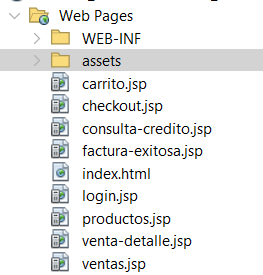 Web Pages
WEB-INF
assets
carrito.jsp
checkout.jsp
consulta-credito.jsp
factura-exitosa.jsp
index.html
login.jsp
productos.jsp
venta-detalle.jsp
ventas.jsp